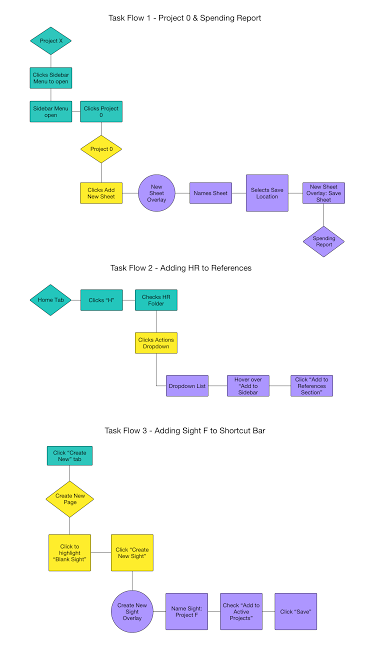 Task Flow 1 - Project 0 & Spending Report
Project X
Clicks Sidebar
Menu to open
Sidebar Menu
open
Clicks Project
0
Project 0
Clicks Add
New Sheet
New
Sheet
Overlay
Names Sheet
Selects Save
Location
New Sheet
Overlay: Save
Sheet
Spending
Report
Task Flow 2 - Adding HR to References
Home Tab
Clicks "H"
Checks HR
Folder
Clicks Actions
Dropdown
Dropdown List
Hover over
"Add to
Sidebar
Click "Add to
References
Section"
Task Flow 3 - Adding Sight F to Shortcut Bar
Click "Create
New" tab
Create New
Page
Click to
highlight
"Blank Sight"
Click "Create
New Sight"
Create New
Sight
Overlay
Name Sight:
Project F
Check "Add to
Active
Projects"
Click "Save"